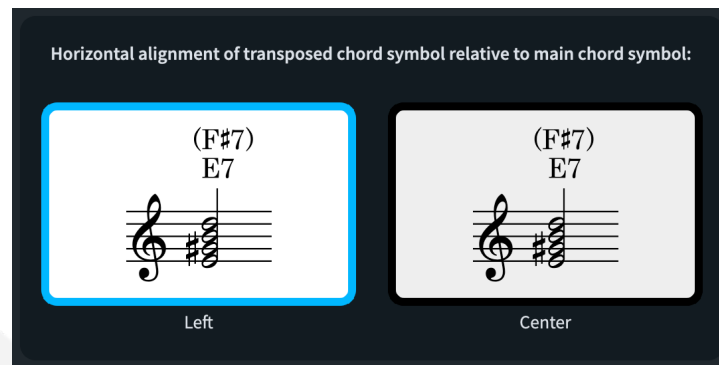 Horizontal alignment of transposed chord symbol relative to main chord symbol:
(F♯7)
E7
(F♯7)
E7
Left
Center